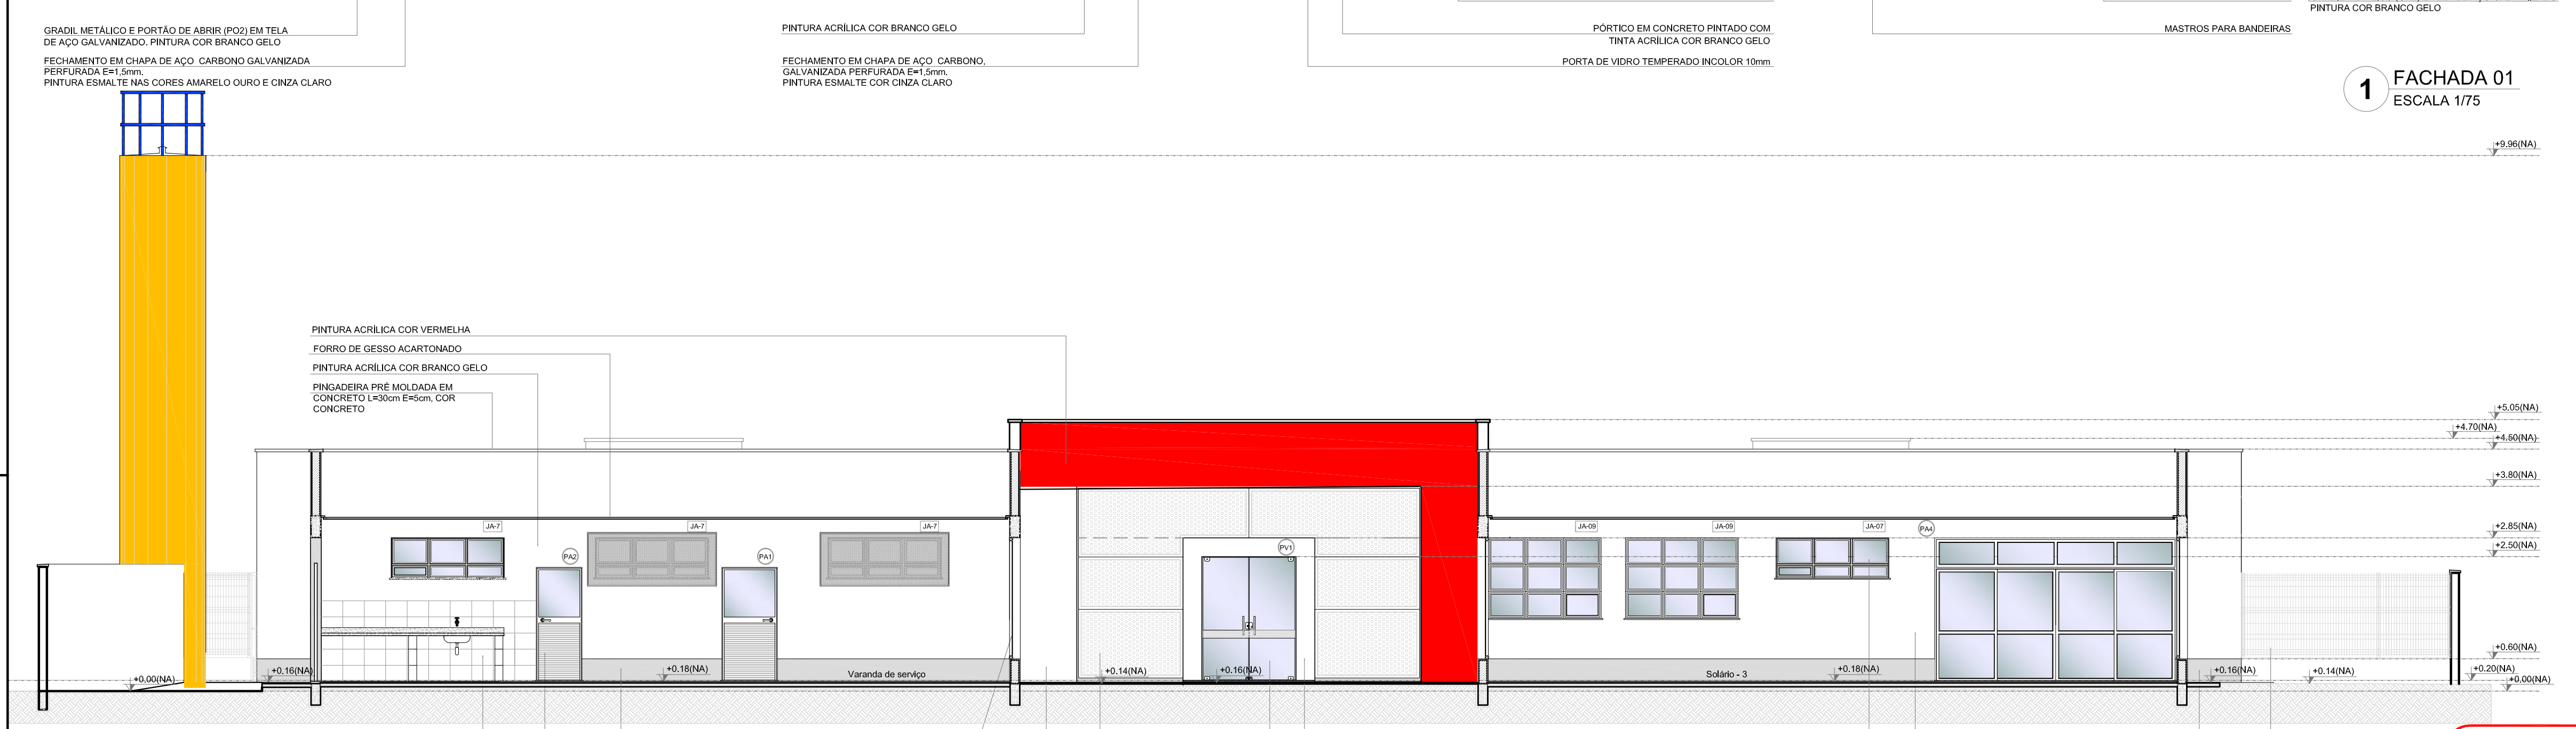 GRADIL METÁLICO E PORTÃO DE ABRIR (PO2) EM TELA
DE AÇO GALVANIZADO. PINTURA COR BRANCO GELO
FECHAMENTO EM CHAPA DE AÇO CARBONO GALVANIZADA
PERFURADA E=1,5mm.
PINTURA ESMALTE NAS CORES AMARELO OURO E CINZA CLARO
PINTURA ACRÍLICA COR BRANCO GELO
FECHAMENTO EM CHAPA DE AÇO CARBONO,
GALVANIZADA PERFURADA E=1,5mm.
PINTURA ESMALTE COR CINZA CLARO
PÓRTICO EM CONCRETO PINTADO COM
TINTA ACRÍLICA COR BRANCO GELO
PORTA DE VIDRO TEMPERADO INCOLOR 10mm
MASTROS PARA BANDEIRAS
PINTURA COR BRANCO GELO
1 FACHADA 01
ESCALA 1/75
+9.96(NA)
PINTURA ACRÍLICA COR VERMELHA
FORRO DE GESSO ACARTONADO
PINTURA ACRÍLICA COR BRANCO GELO
PINGADEIRA PRÉ MOLDADA EM
CONCRETO L=30cm E=5cm, COR
CONCRETO
+5.05(NA)
+4.70(NA)
+4.50(NA)
+3.80(NA)
JA-7
JA-7
JA-7
JA-09
JA-09
JA-07
PA4
+2.85(NA)
PA2
PA1
PV1
+2.50(NA)
+0.60(NA)
+0.00(NA)
+0.16(NA)
+0.18(NA)
Varanda de serviço
+0.14(NA)
+0.16(NA)
Solário - 3
+0.18(NA)
+0.16(NA)
+0.14(NA)
+0.20(NA)
+0.00(NA)